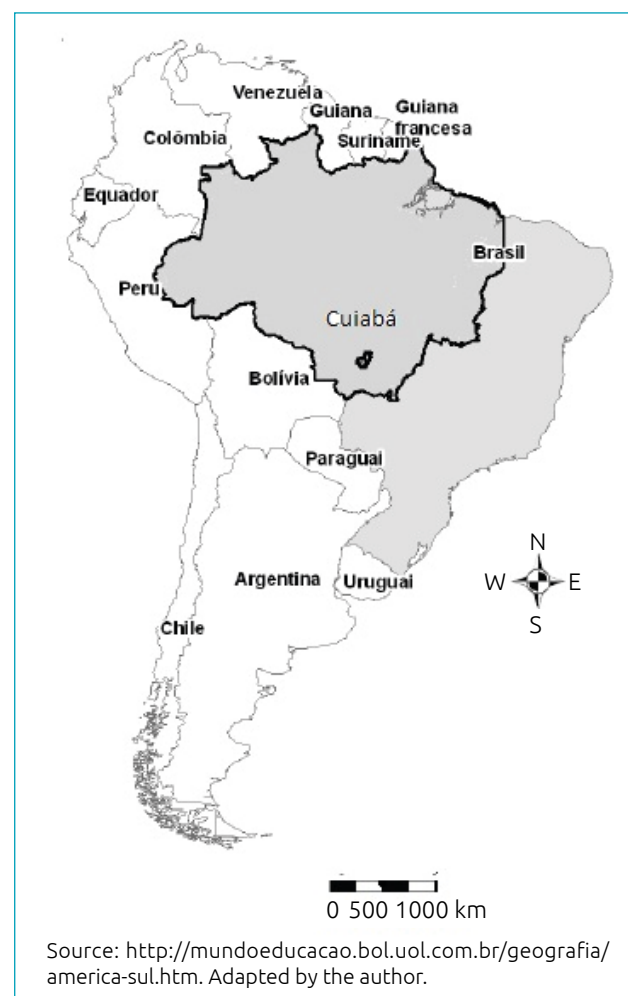 Venezuela
Guiana
Guiana
francesa
Suriname
Colômbia
Equador
Brasil
Peru
Cuiabá
Bolívia
Paraguai
N
W E
S
Argentina
Uruguai
Chile
0 500 1000 km
Source: http://mundoeducacao.bol.uol.com.br/geografia/
america-sul.htm. Adapted by the author.